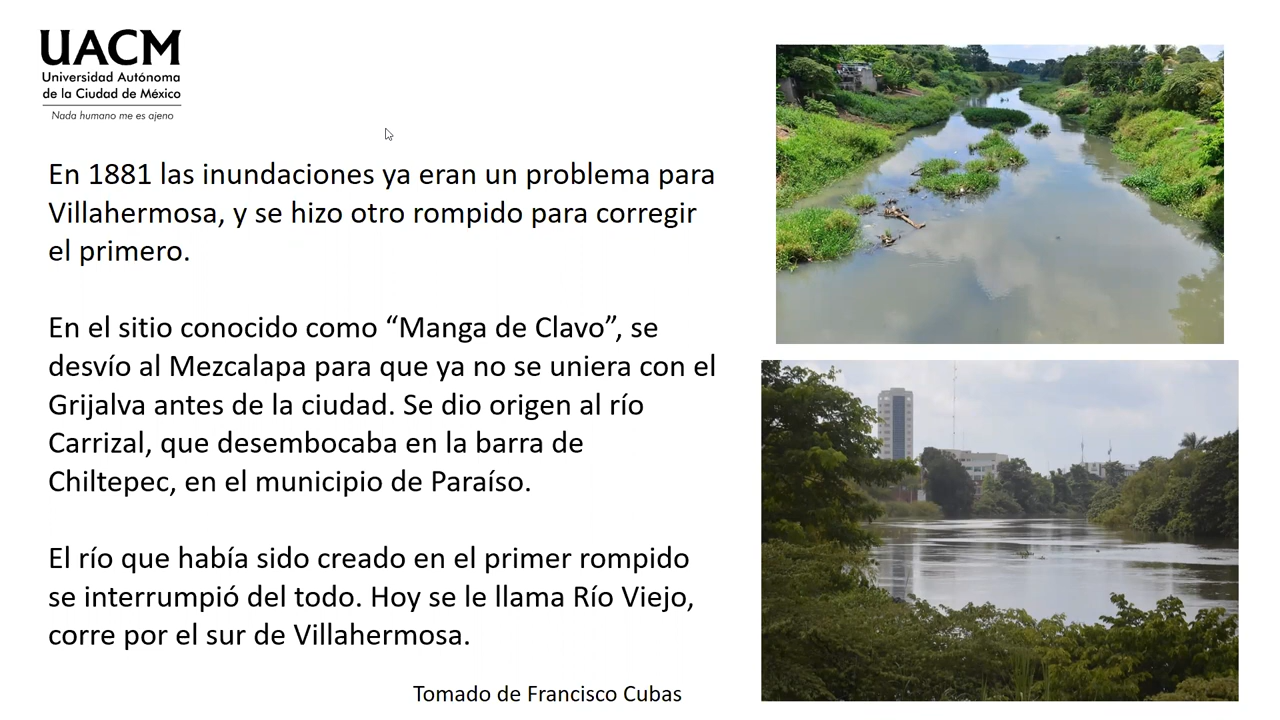 UACM
Universidad Autónoma
de la Ciudad de México
Nada humano me es ajeno
En 1881 las inundaciones ya eran un problema para
Villahermosa, y se hizo otro rompido para corregir
el primero.
En el sitio conocido como “Manga de Clavo”, se
desvío al Mezcalapa para que ya no se uniera con el
Grijalva antes de la ciudad. Se dio origen al río
Carrizal, que desembocaba en la barra de
Chiltepec, en el municipio de Paraíso.
El río que había sido creado en el primer rompido
se interrumpió del todo. Hoy se le llama Río Viejo,
corre por el sur de Villahermosa.
Tomado de Francisco Cubas